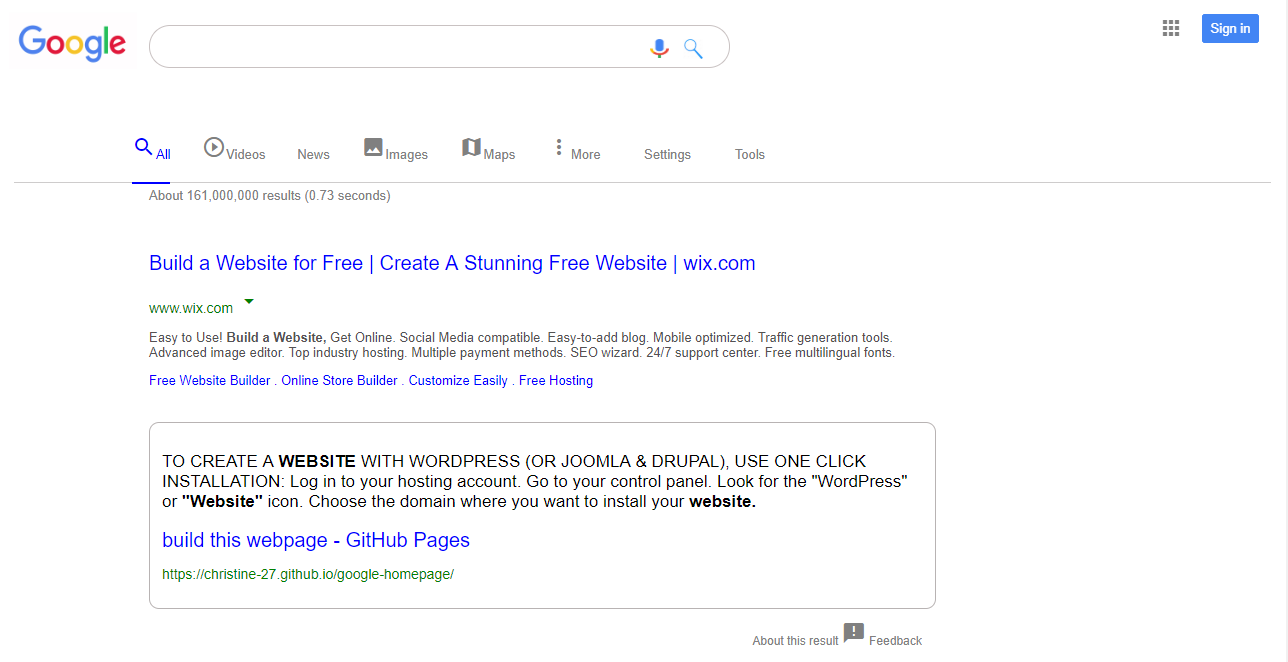 Google
Sign in
All Videos News Images Maps More Settings Tools
About 161,000,000 results (0.73 seconds)
Build a Website for Free | Create A Stunning Free Website | wix.com
www.wix.com
Easy to Use! Build a Website, Get Online. Social Media compatible. Easy-to-add blog. Mobile optimized. Traffic generation tools.
Advanced image editor. Top industry hosting. Multiple payment methods. SEO wizard. 24/7 support center. Free multilingual fonts.
Free Website Builder . Online Store Builder . Customize Easily . Free Hosting
TO CREATE A WEBSITE WITH WORDPRESS (OR JOOMLA & DRUPAL), USE ONE CLICK
INSTALLATION: Log in to your hosting account. Go to your control panel. Look for the "WordPress"
or "Website" icon. Choose the domain where you want to install your website.
build this webpage - GitHub Pages
https://christine-27.github.io/google-homepage/
About this result Feedback